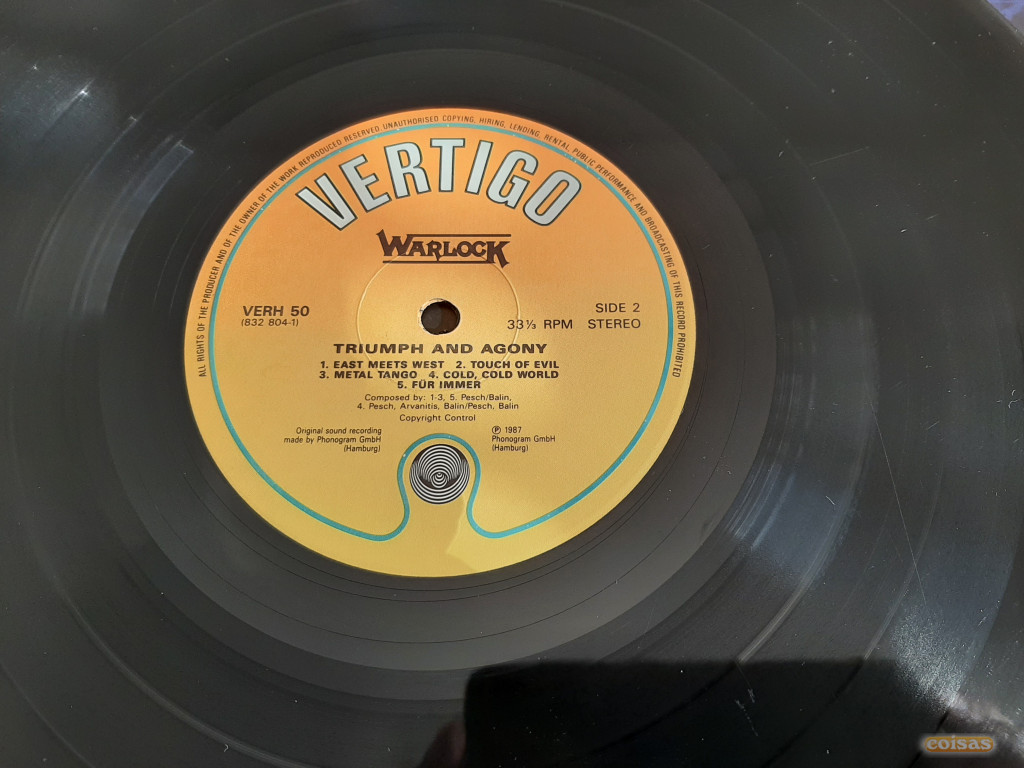 ALL RIGHTS OF THE PRODUCER AND OF THE OWNER OF THE WORK REPRODUCED RESERVED. UNAUTHORISED COPYING, HIRING, LENDING, RENTAL, PUBLIC PERFORMANCE AND BROADCASTING OF THIS RECORD PROHIBITED
VERTIGO
WARLOCK
VERH 50
(832 804-1)
SIDE 2
33⅓ RPM STEREO
TRIUMPH AND AGONY
1. EAST MEETS WEST 2. TOUCH OF EVIL
3. METAL TANGO 4. COLD, COLD WORLD
5. FÜR IMMER
Composed by: 1-3, 5. Pesch/Balin,
4. Pesch, Arvanitis, Balin/Pesch, Balin
Copyright Control
Original sound recording
made by Phonogram GmbH
(Hamburg)
℗ 1987
Phonogram GmbH
(Hamburg)
coisas